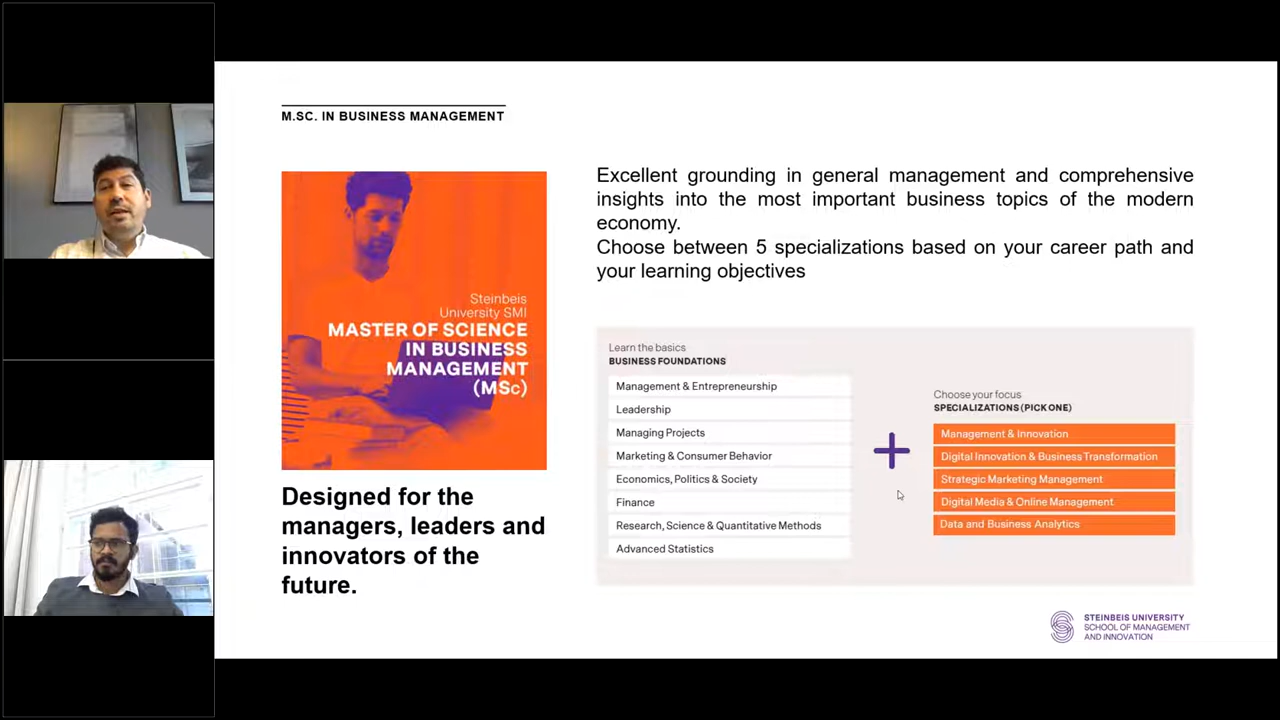 M.SC. IN BUSINESS MANAGEMENT
Steinbeis
University SMI
MASTER OF SCIENCE
IN BUSINESS
MANAGEMENT
(MSc)
Designed for the
managers, leaders and
innovators of the
future.
Excellent grounding in general management and comprehensive
insights into the most important business topics of the modern
economy.
Choose between 5 specializations based on your career path and
your learning objectives
Learn the basics
BUSINESS FOUNDATIONS
Management & Entrepreneurship
Leadership
Managing Projects
Marketing & Consumer Behavior
Economics, Politics & Society
Finance
Research, Science & Quantitative Methods
Advanced Statistics
Choose your focus
SPECIALIZATIONS (PICK ONE)
Management & Innovation
Digital Innovation & Business Transformation
Strategic Marketing Management
Digital Media & Online Management
Data and Business Analytics
STEINBEIS UNIVERSITY
SCHOOL OF MANAGEMENT
AND INNOVATION